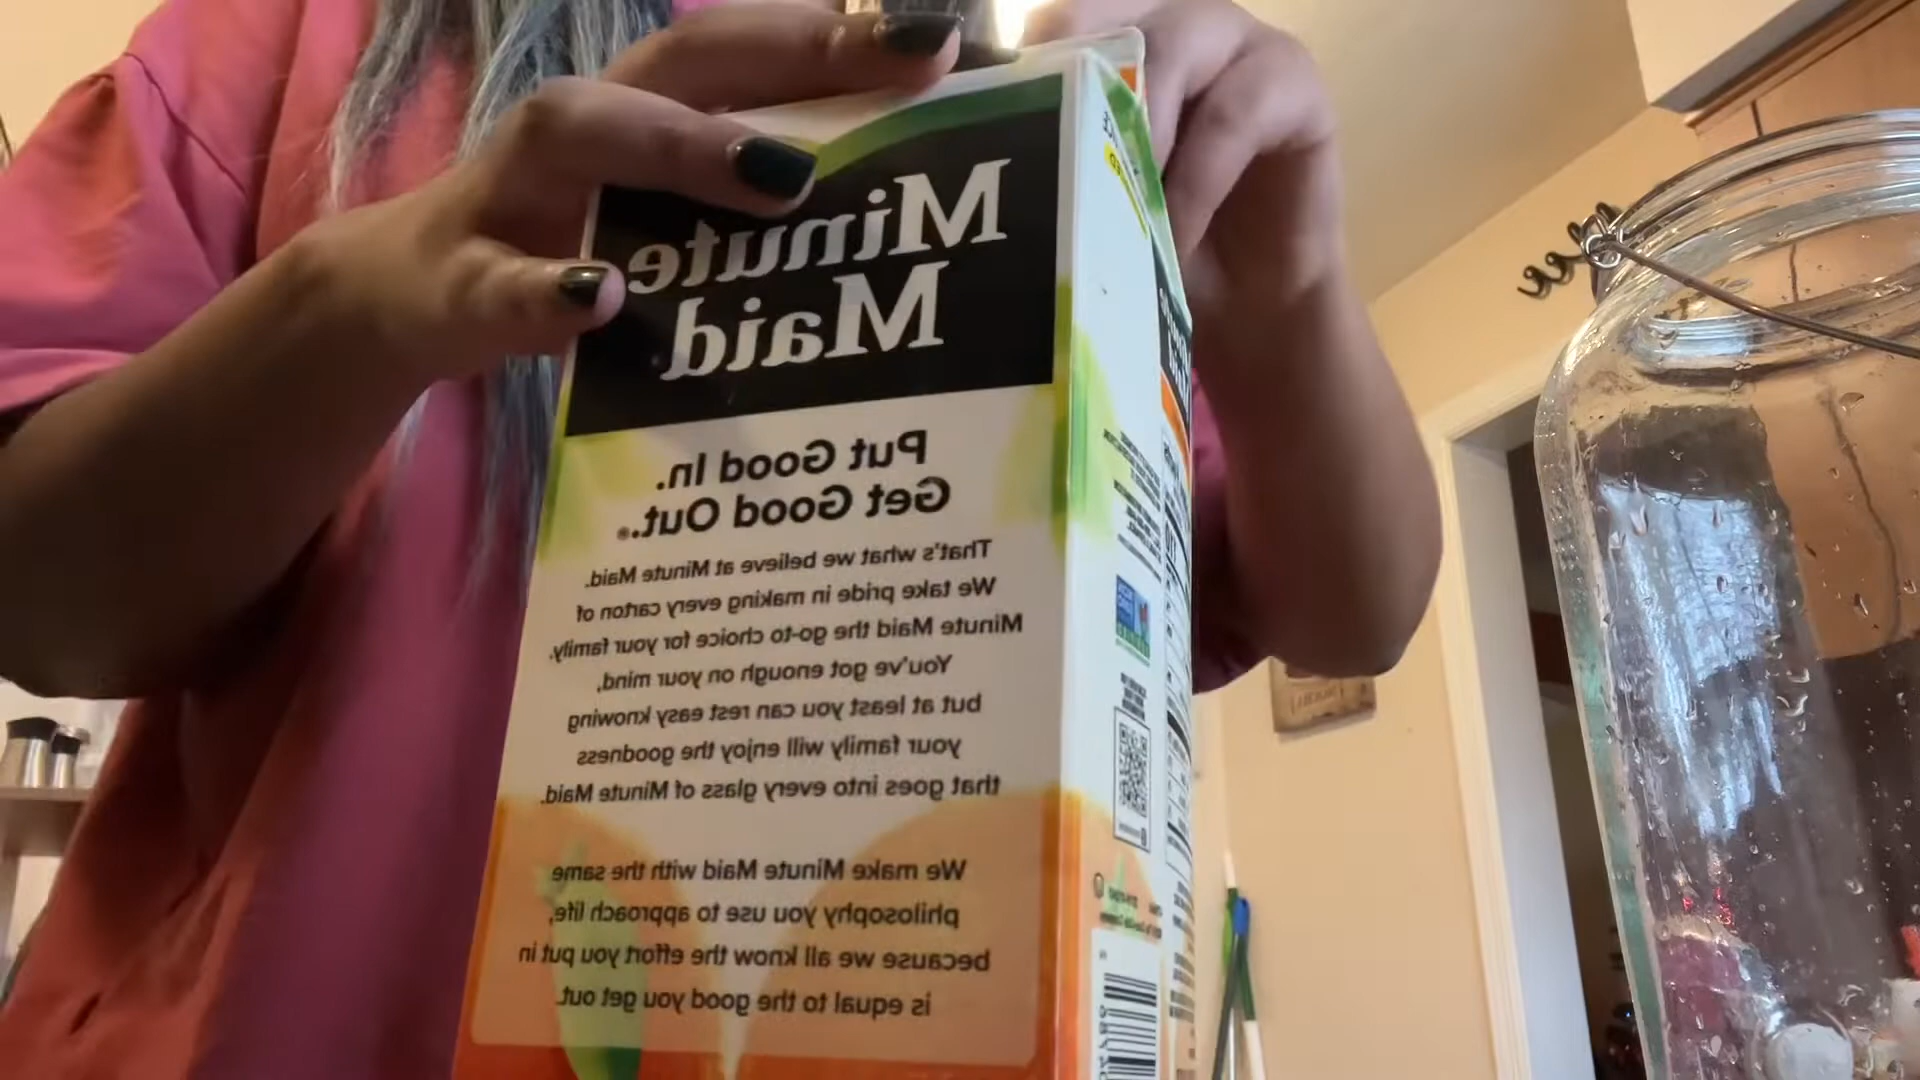 Minute
Maid
Put Good In.
Get Good Out.®
That's what we believe at Minute Maid.
We take pride in making every carton of
Minute Maid the go-to choice for your family.
You've got enough on your mind,
but at least you can rest easy knowing
your family will enjoy the goodness
that goes into every glass of Minute Maid.
We make Minute Maid with the same
philosophy you use to approach life,
because we all know the effort you put in
is equal to the good you get out.